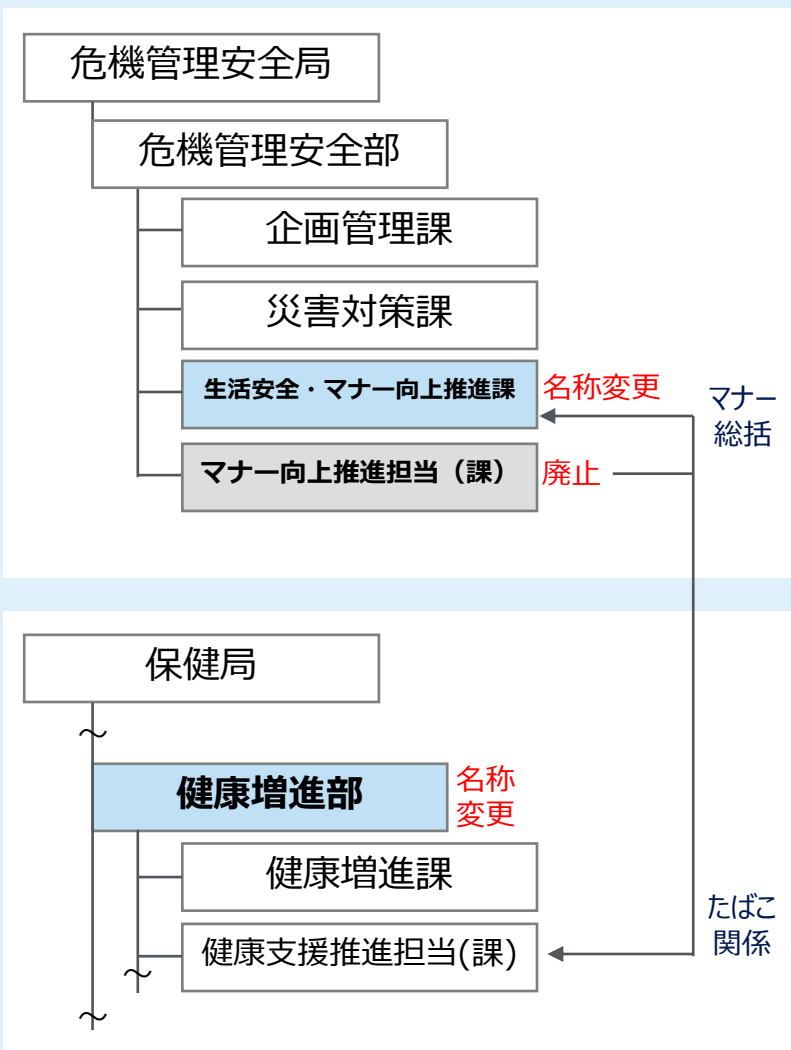 危機管理安全局
危機管理安全部
企画管理課
災害対策課
生活安全・マナー向上推進課
名称変更
マナー
総括
マナー向上推進担当（課）
廃止
保健局
健康増進部
名称
変更
健康増進課
健康支援推進担当(課)
たばこ
関係